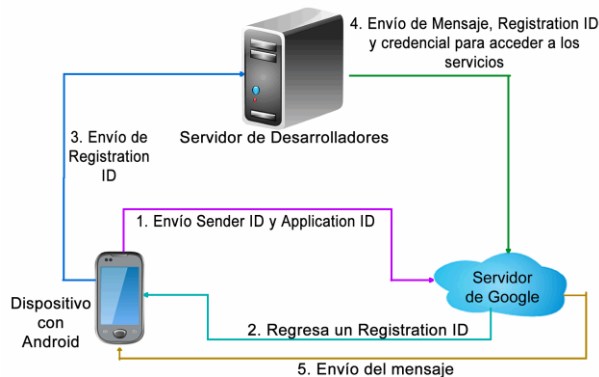 4. Envío de Mensaje, Registration ID
y credencial para acceder a los
servicios
Servidor de Desarrolladores
3. Envío de
Registration
ID
1. Envío Sender ID y Application ID
Servidor
de Google
Dispositivo
con
Android
2. Regresa un Registration ID
5. Envío del mensaje